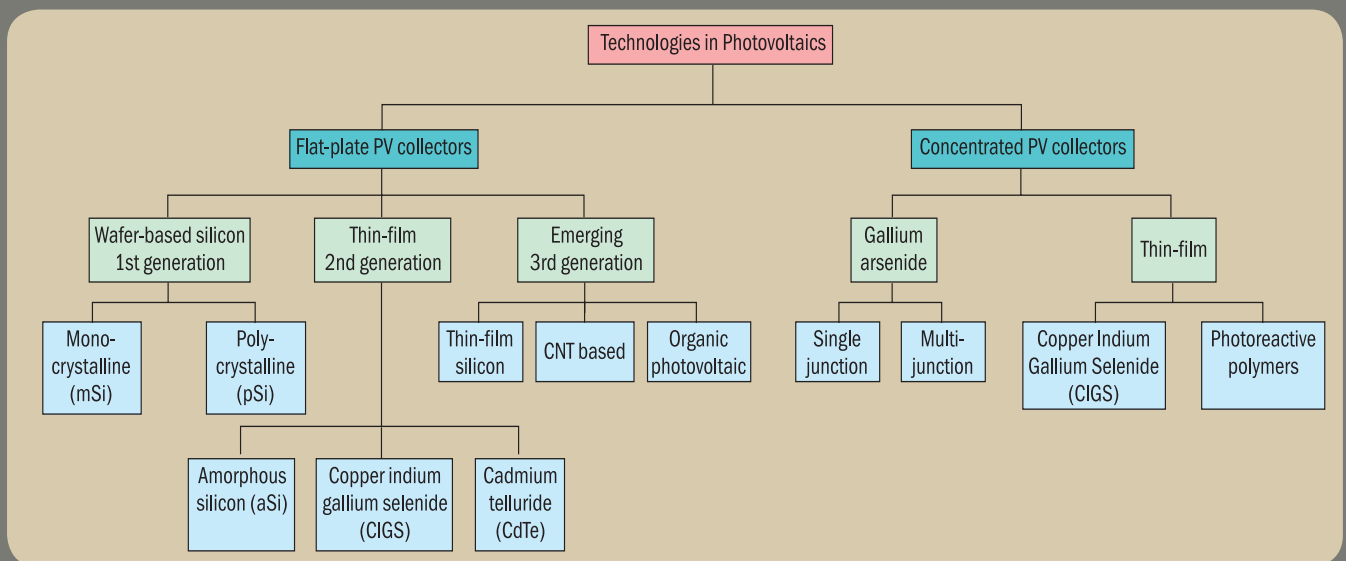 Technologies in Photovoltaics
Flat-plate PV collectors
Concentrated PV collectors
Wafer-based silicon
1st generation
Thin-film
2nd generation
Emerging
3rd generation
Gallium
arsenide
Thin-film
Mono-
crystalline
(mSi)
Poly-
crystalline
(pSi)
Thin-film
silicon
CNT based
Organic
photovoltaic
Single
junction
Multi-
junction
Copper Indium
Gallium Selenide
(CIGS)
Photoreactive
polymers
Amorphous
silicon (aSi)
Copper indium
gallium selenide
(CIGS)
Cadmium
telluride
(CdTe)